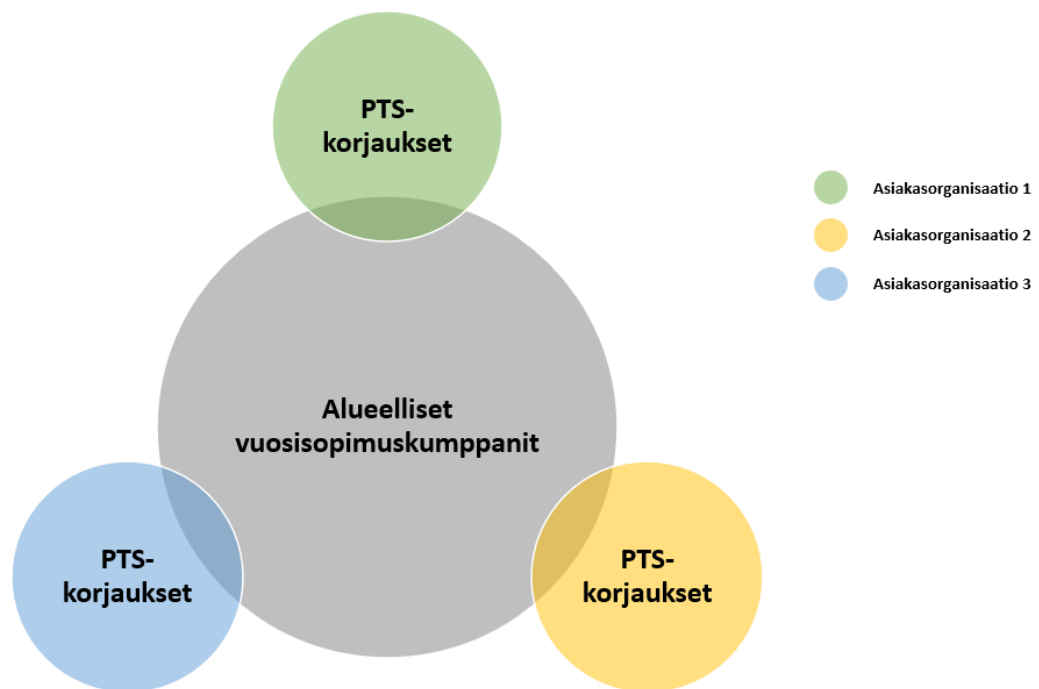 PTS-
korjaukset
Asiakasorganisaatio 1
Asiakasorganisaatio 2
Asiakasorganisaatio 3
Alueelliset
vuosisopimuskumppanit
PTS-
korjaukset
PTS-
korjaukset